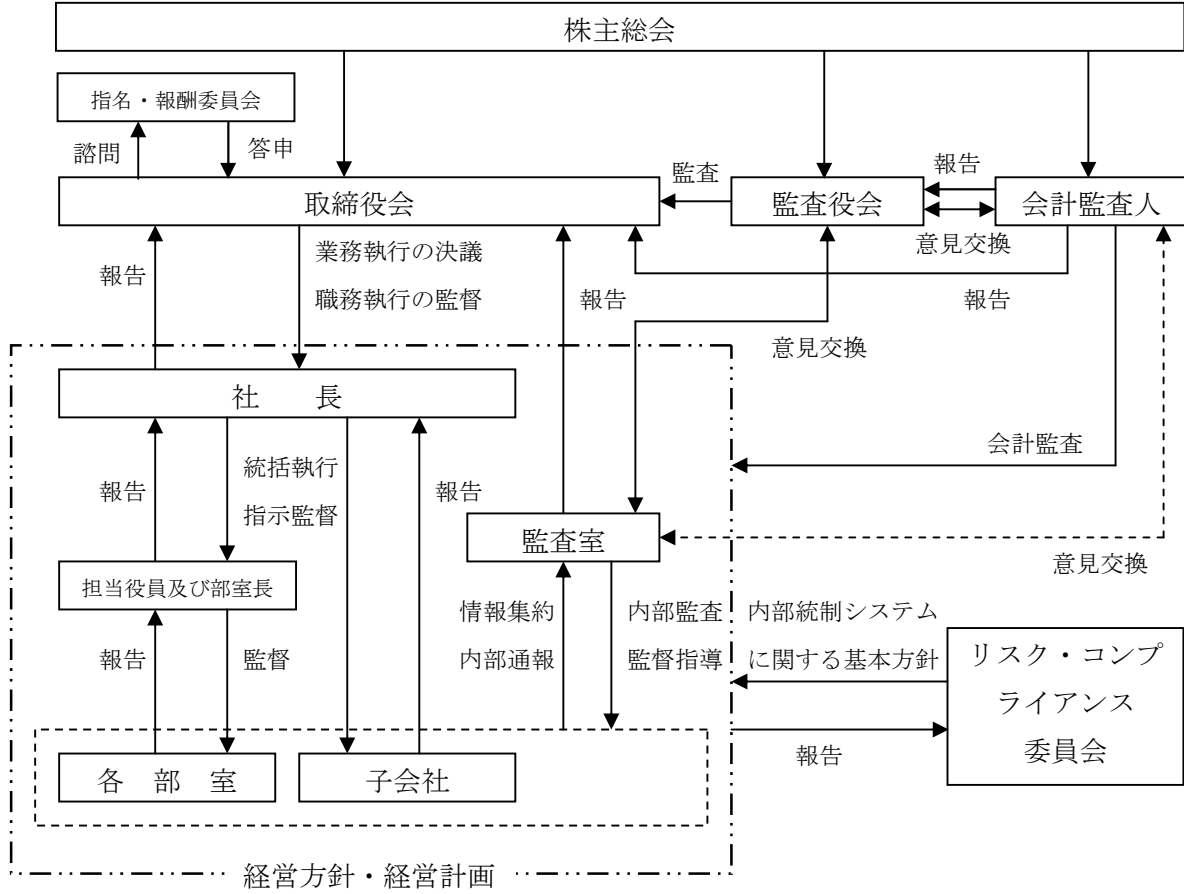 株主総会
指名・報酬委員会
諮問
答申
取締役会
監査
監査役会
報告
意見交換
会計監査人
報告
業務執行の決議
職務執行の監督
報告
報告
意見交換
社　長
会計監査
報告
統括執行
指示監督
報告
監査室
意見交換
担当役員及び部室長
報告
監督
情報集約
内部通報
内部監査
監督指導
内部統制システム
に関する基本方針
リスク・コンプ
ライアンス
委員会
報告
各　部　室
子会社
経営方針・経営計画